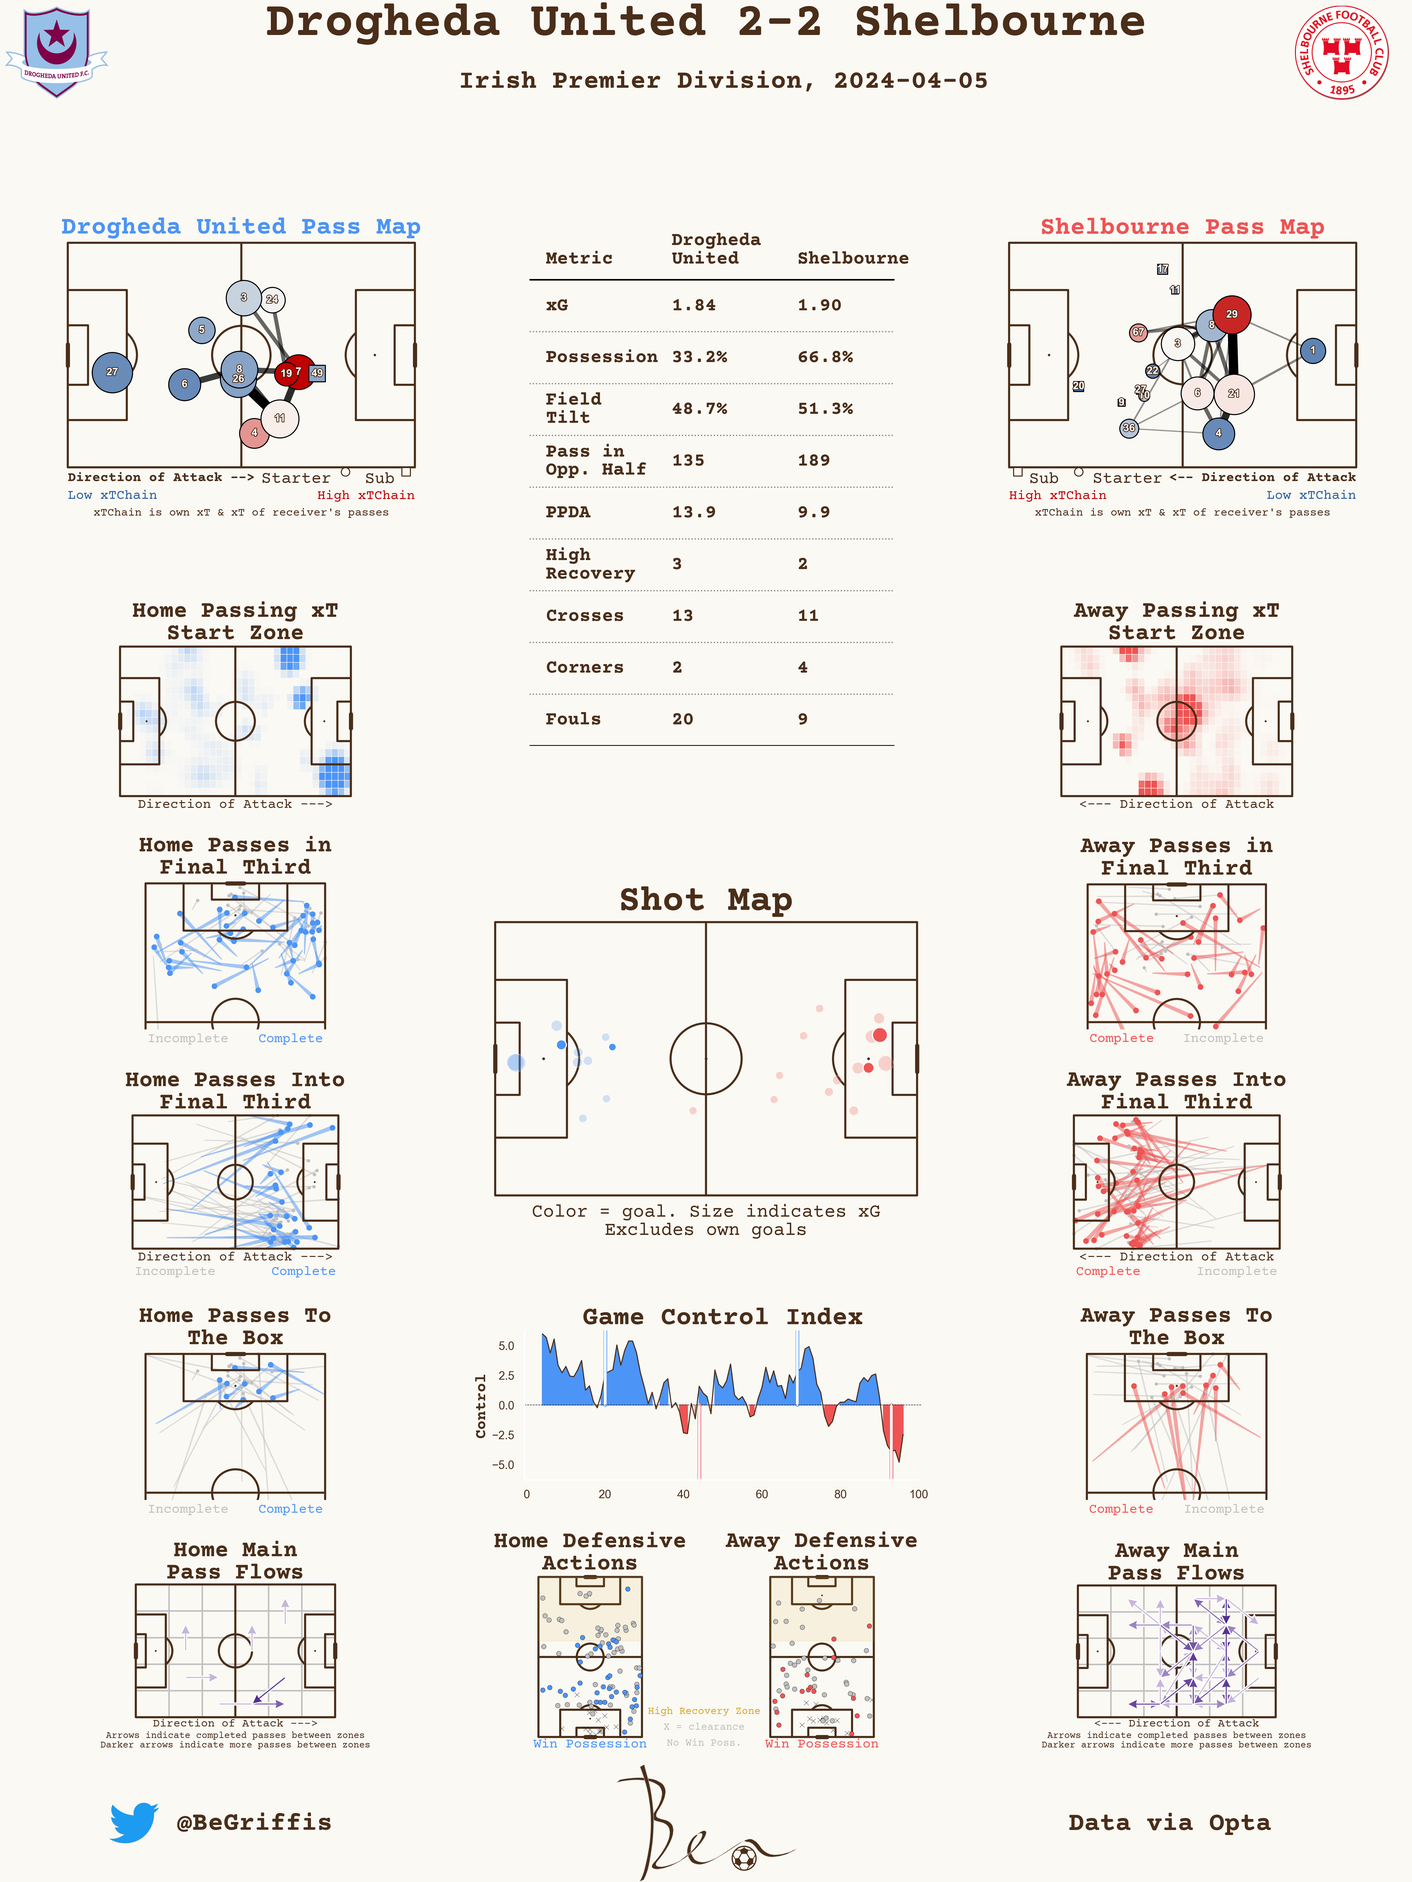 Drogheda United 2-2 Shelbourne
Irish Premier Division, 2024-04-05
DROGHEDA UNITED F.C.
SHELBOURNE FOOTBALL CLUB
• 1895 •
Drogheda United Pass Map
3
24
5
27
6
8
26
19
7
49
11
4
Direction of Attack --> Starter Sub
Low xTChain High xTChain
xTChain is own xT & xT of receiver's passes
Metric Drogheda United Shelbourne
xG 1.84 1.90
Possession 33.2% 66.8%
Field Tilt 48.7% 51.3%
Pass in Opp. Half 135 189
PPDA 13.9 9.9
High Recovery 3 2
Crosses 13 11
Corners 2 4
Fouls 20 9
Shelbourne Pass Map
17
11
29
67
8
3
1
22
20
27
10
9
6
21
36
4
Sub Starter <-- Direction of Attack
High xTChain Low xTChain
xTChain is own xT & xT of receiver's passes
Home Passing xT
Start Zone
Direction of Attack --->
Away Passing xT
Start Zone
<--- Direction of Attack
Home Passes in
Final Third
Incomplete Complete
Away Passes in
Final Third
Complete Incomplete
Shot Map
Color = goal. Size indicates xG
Excludes own goals
Home Passes Into
Final Third
Direction of Attack --->
Incomplete Complete
Away Passes Into
Final Third
<--- Direction of Attack
Complete Incomplete
Home Passes To
The Box
Incomplete Complete
Game Control Index
Control
5.0
2.5
0.0
−2.5
−5.0
0 20 40 60 80 100
Away Passes To
The Box
Complete Incomplete
Home Main
Pass Flows
Direction of Attack --->
Arrows indicate completed passes between zones
Darker arrows indicate more passes between zones
Home Defensive
Actions
Win Possession
Away Defensive
Actions
Win Possession
High Recovery Zone
X = clearance
No Win Poss.
Away Main
Pass Flows
<--- Direction of Attack
Arrows indicate completed passes between zones
Darker arrows indicate more passes between zones
@BeGriffis
Ben
Data via Opta